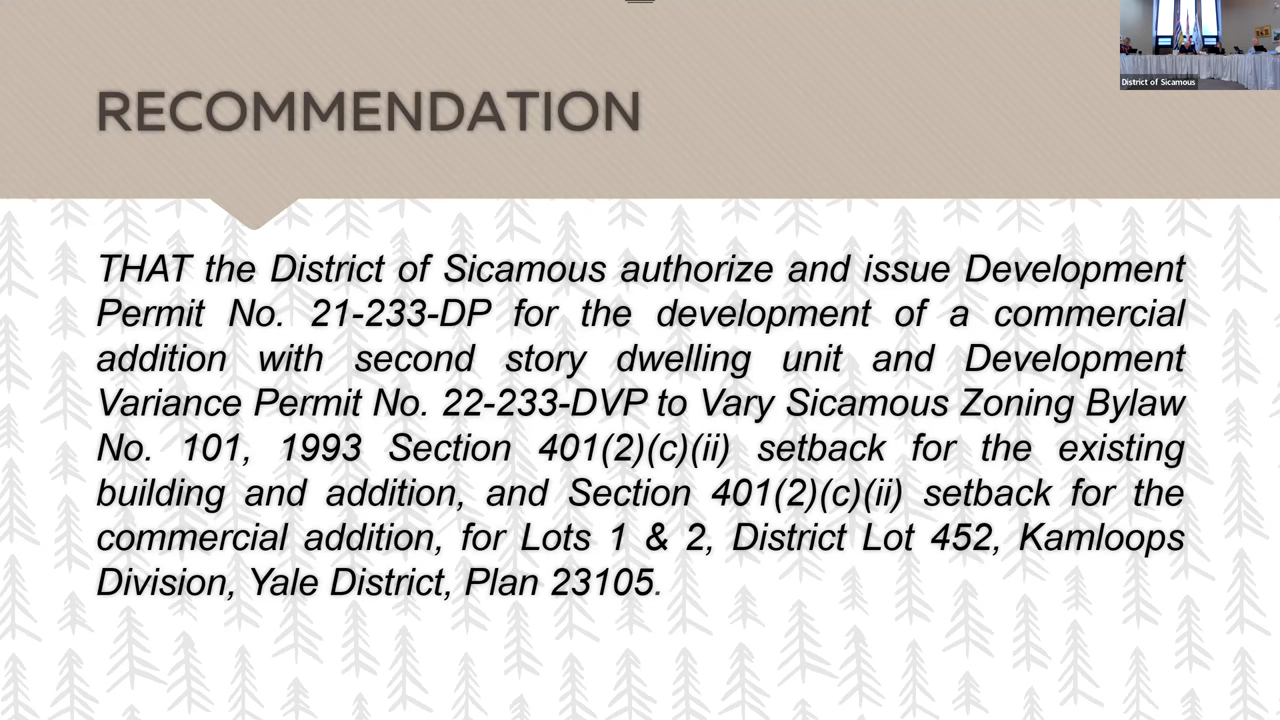 District of Sicamous
RECOMMENDATION
THAT the District of Sicamous authorize and issue Development
Permit No. 21-233-DP for the development of a commercial
addition with second story dwelling unit and Development
Variance Permit No. 22-233-DVP to Vary Sicamous Zoning Bylaw
No. 101, 1993 Section 401(2)(c)(ii) setback for the existing
building and addition, and Section 401(2)(c)(ii) setback for the
commercial addition, for Lots 1 & 2, District Lot 452, Kamloops
Division, Yale District, Plan 23105.